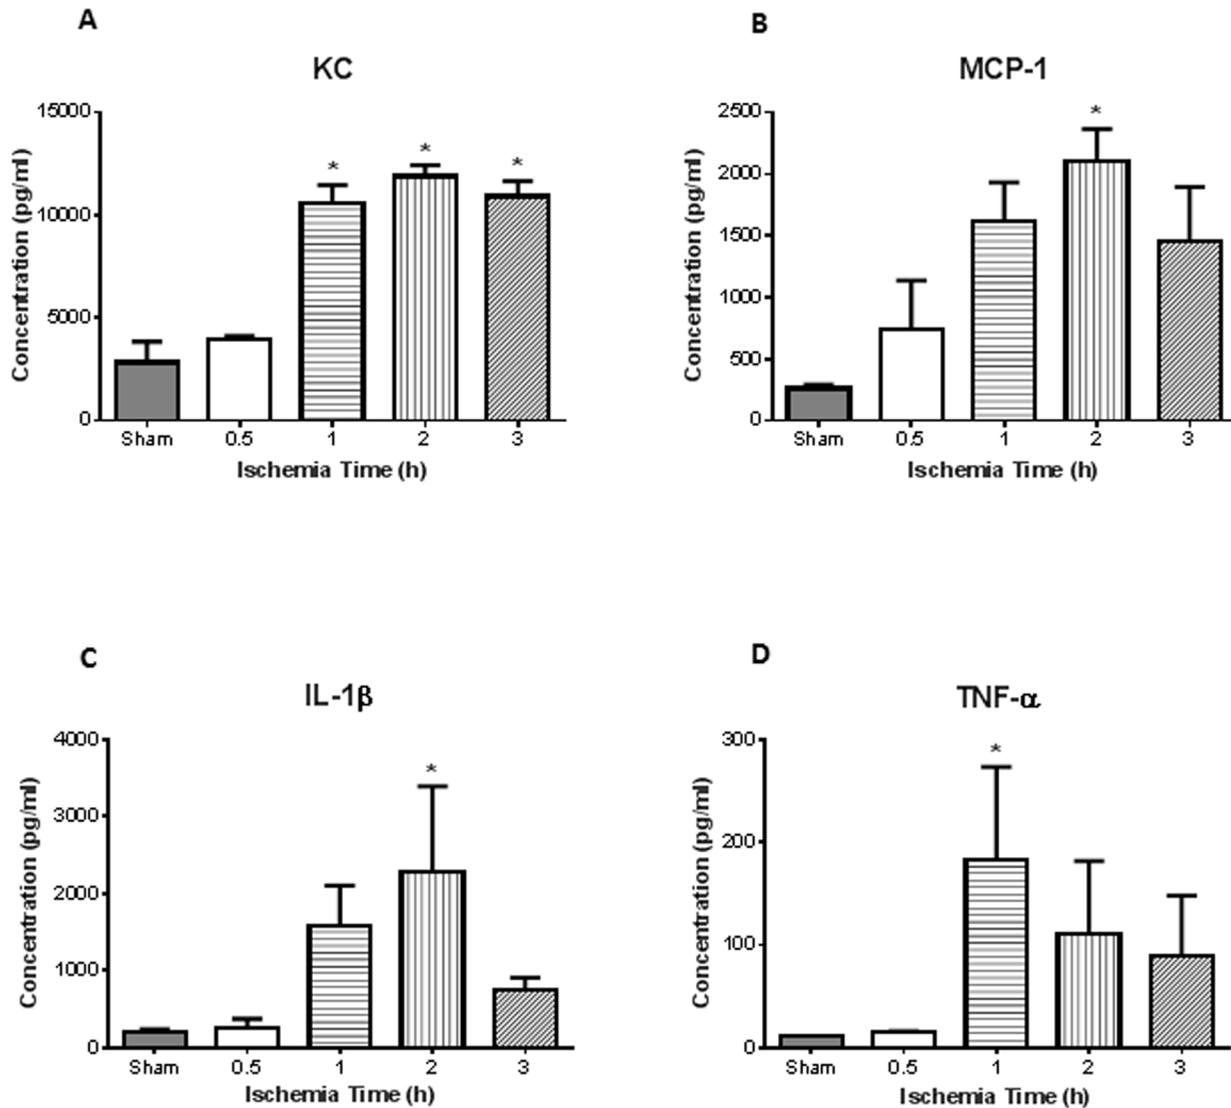 A
KC
Concentration (pg/ml)
15000
10000
5000
0
* * *
Sham 0.5 1 2 3
Ischemia Time (h)
B
MCP-1
Concentration (pg/ml)
2500
2000
1500
1000
500
0
*
Sham 0.5 1 2 3
Ischemia Time (h)
C
IL-1β
Concentration (pg/ml)
4000
3000
2000
1000
0
*
Sham 0.5 1 2 3
Ischemia Time (h)
D
TNF-α
Concentration (pg/ml)
300
200
100
0
*
Sham 0.5 1 2 3
Ischemia Time (h)